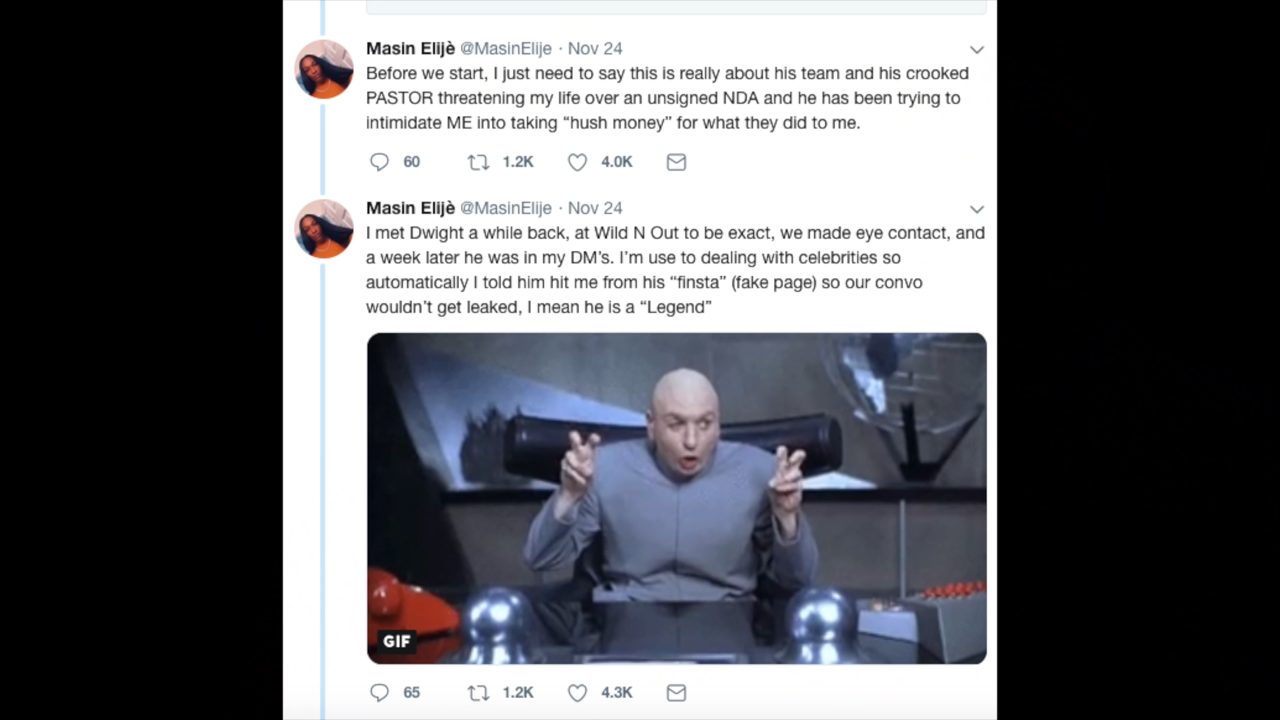 Masin Elijè @MasinElije · Nov 24
Before we start, I just need to say this is really about his team and his crooked
PASTOR threatening my life over an unsigned NDA and he has been trying to
intimidate ME into taking “hush money” for what they did to me.
60 1.2K 4.0K
Masin Elijè @MasinElije · Nov 24
I met Dwight a while back, at Wild N Out to be exact, we made eye contact, and
a week later he was in my DM’s. I’m use to dealing with celebrities so
automatically I told him hit me from his “finsta” (fake page) so our convo
wouldn’t get leaked, I mean he is a “Legend”
GIF
65 1.2K 4.3K